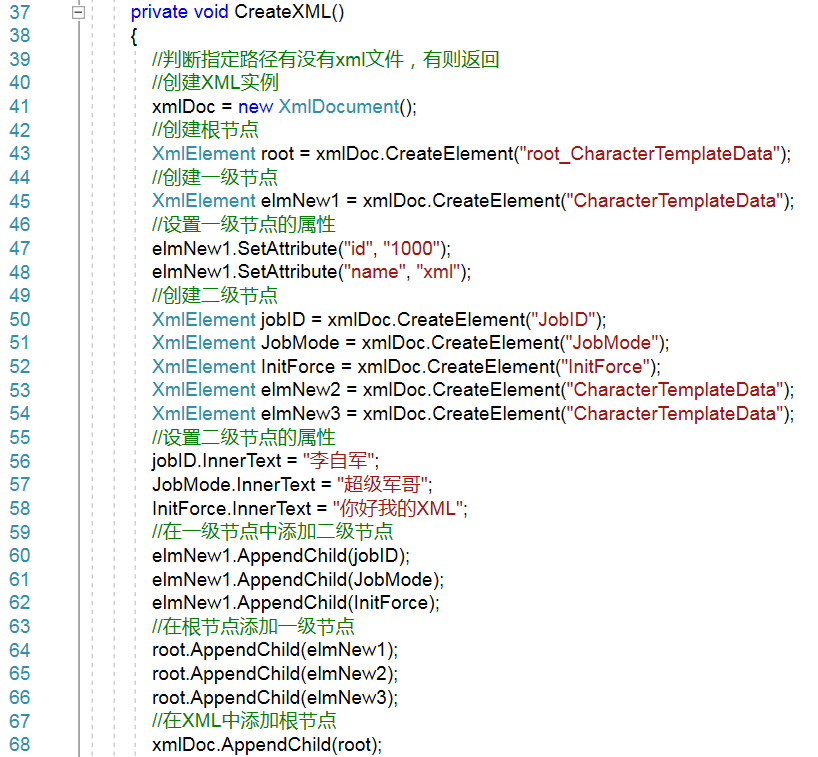 37 private void CreateXML()
38 {
39 //判断指定路径有没有xml文件，有则返回
40 //创建XML实例
41 xmlDoc = new XmlDocument();
42 //创建根节点
43 XmlElement root = xmlDoc.CreateElement("root_CharacterTemplateData");
44 //创建一级节点
45 XmlElement elmNew1 = xmlDoc.CreateElement("CharacterTemplateData");
46 //设置一级节点的属性
47 elmNew1.SetAttribute("id", "1000");
48 elmNew1.SetAttribute("name", "xml");
49 //创建二级节点
50 XmlElement jobID = xmlDoc.CreateElement("JobID");
51 XmlElement JobMode = xmlDoc.CreateElement("JobMode");
52 XmlElement InitForce = xmlDoc.CreateElement("InitForce");
53 XmlElement elmNew2 = xmlDoc.CreateElement("CharacterTemplateData");
54 XmlElement elmNew3 = xmlDoc.CreateElement("CharacterTemplateData");
55 //设置二级节点的属性
56 jobID.InnerText = "李自军";
57 JobMode.InnerText = "超级军哥";
58 InitForce.InnerText = "你好我的XML";
59 //在一级节点中添加二级节点
60 elmNew1.AppendChild(jobID);
61 elmNew1.AppendChild(JobMode);
62 elmNew1.AppendChild(InitForce);
63 //在根节点添加一级节点
64 root.AppendChild(elmNew1);
65 root.AppendChild(elmNew2);
66 root.AppendChild(elmNew3);
67 //在XML中添加根节点
68 xmlDoc.AppendChild(root);